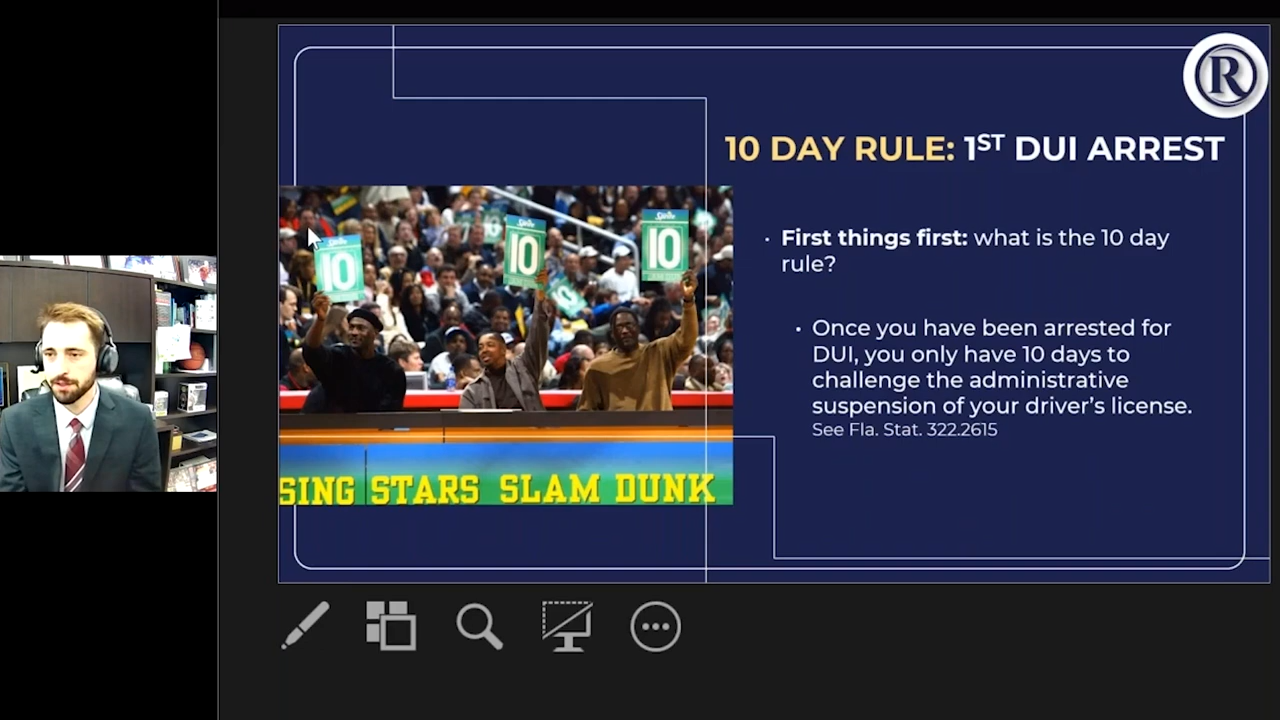 R
10 DAY RULE: 1ST DUI ARREST
· First things first: what is the 10 day
rule?
· Once you have been arrested for
DUI, you only have 10 days to
challenge the administrative
suspension of your driver's license.
See Fla. Stat. 322.2615
10
Sprite
10
Sprite
10
SING STARS SLAM DUNK